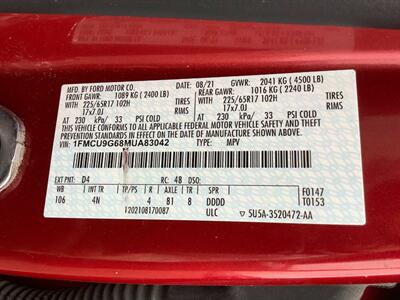 MFD. BY FORD MOTOR CO.
DATE: 08/21 GVWR: 2041 KG (4500 LB)
FRONT GAWR: 1089 KG (2400 LB) REAR GAWR: 1016 KG (2240 LB)
WITH 225/65R17 102H TIRES WITH 225/65R17 102H TIRES
17x7.0J RIMS 17x7.0J RIMS
AT 230 kPa/ 33 PSI COLD AT 230 kPa/ 33 PSI COLD
THIS VEHICLE CONFORMS TO ALL APPLICABLE FEDERAL MOTOR VEHICLE SAFETY, BUMPER, AND THEFT
PREVENTION STANDARDS IN EFFECT ON THE DATE OF MANUFACTURE SHOWN ABOVE.
VIN: 1FMCU9G68MUA83042 TYPE: MPV
EXT PNT: D4 RC: 48 DSO: F0147
WB INT TR TP/PS R AXLE SPR T0153
106 4N 4 81 8 DDDD
1202108170087 ULC ▽ 5U5A-3520472-AA